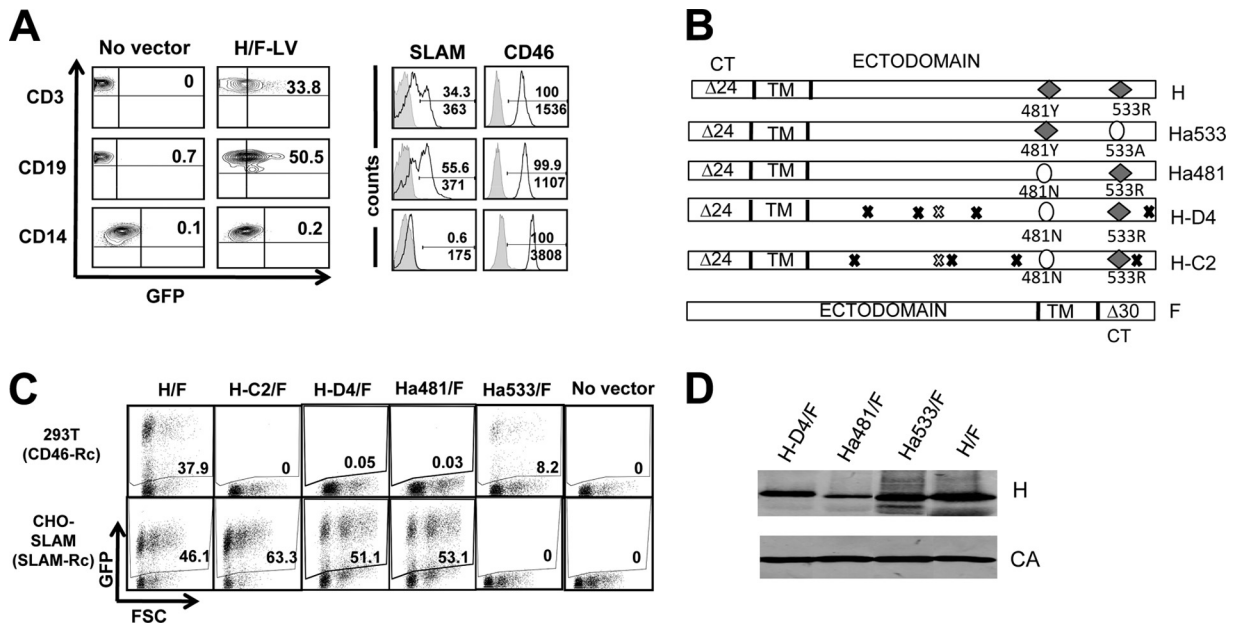 A
No vector
H/F-LV
SLAM
CD46
CD3
0
33.8
34.3
363
100
1536
CD19
0.7
50.5
55.6
371
99.9
1107
CD14
0.1
0.2
0.6
175
100
3808
counts
GFP
B
CT
ECTODOMAIN
Δ24
TM
H
481Y
533R
Δ24
TM
Ha533
481Y
533A
Δ24
TM
Ha481
481N
533R
Δ24
TM
H-D4
481N
533R
Δ24
TM
H-C2
481N
533R
ECTODOMAIN
TM
Δ30
F
CT
C
H/F
H-C2/F
H-D4/F
Ha481/F
Ha533/F
No vector
293T
(CD46-Rc)
37.9
0
0.05
0.03
8.2
0
CHO-
SLAM
(SLAM-Rc)
46.1
63.3
51.1
53.1
0
0
GFP
FSC
D
H-D4/F
Ha481/F
Ha533/F
H/F
H
CA